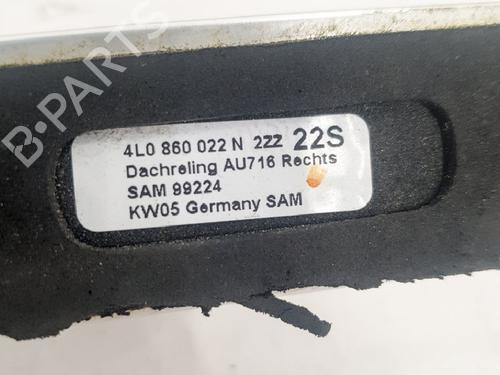 4L0 860 022 N 2ZZ 22S
Dachreling AU716 Rechts
SAM 99224
KW05 Germany SAM
B-PARTS